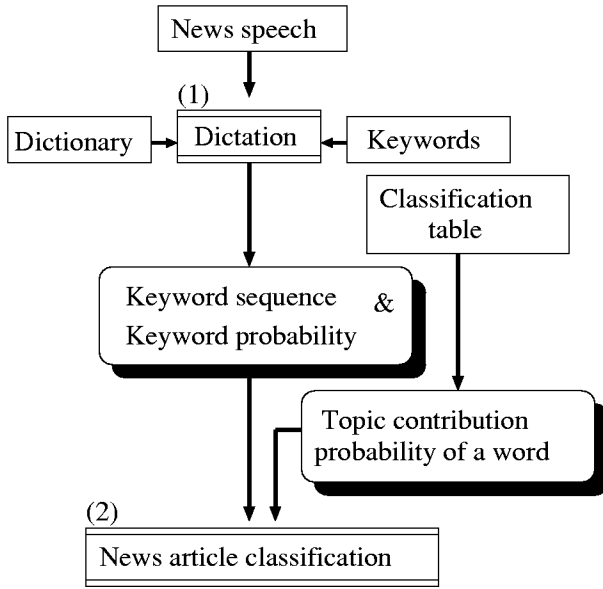 News speech
(1)
Dictionary
Dictation
Keywords
Classification
table
Keyword sequence &
Keyword probability
Topic contribution
probability of a word
(2)
News article classification